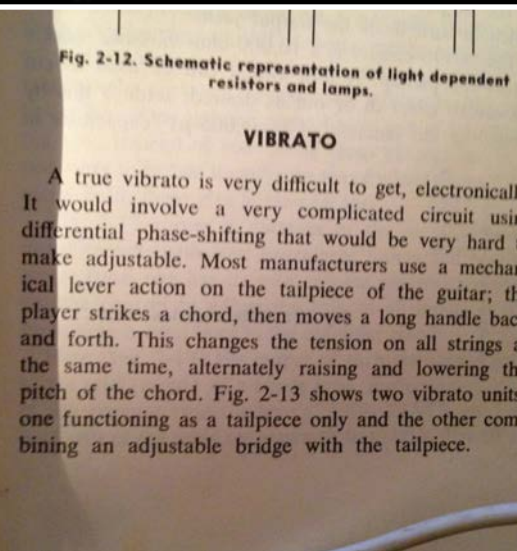 Fig. 2-12. Schematic representation of light dependent
resistors and lamps.
VIBRATO
A true vibrato is very difficult to get, electronicall
It would involve a very complicated circuit usin
differential phase-shifting that would be very hard
make adjustable. Most manufacturers use a mechan
ical lever action on the tailpiece of the guitar; th
player strikes a chord, then moves a long handle bac
and forth. This changes the tension on all strings a
the same time, alternately raising and lowering th
pitch of the chord. Fig. 2-13 shows two vibrato units
one functioning as a tailpiece only and the other com
bining an adjustable bridge with the tailpiece.